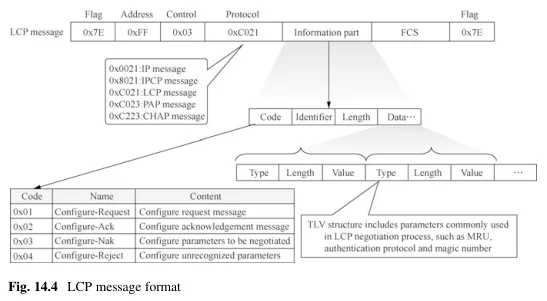 Flag Address Control Protocol Flag
LCP message 0x7E 0xFF 0x03 0xC021 Information part FCS 0x7E
0x0021:IP message
0x8021:IPCP message
0xC021:LCP message
0xC023:PAP message
0xC223:CHAP message
Code Identifier Length Data···
Type Length Value Type Length Value ···
Code Name Content
0x01 Configure-Request Configure request message
0x02 Configure-Ack Configure acknowledgement message
0x03 Configure-Nak Configure parameters to be negotiated
0x04 Configure-Reject Configure unrecognized parameters
TLV structure includes parameters commonly used
in LCP negotiation process, such as MRU,
authentication protocol and magic number
Fig. 14.4 LCP message format